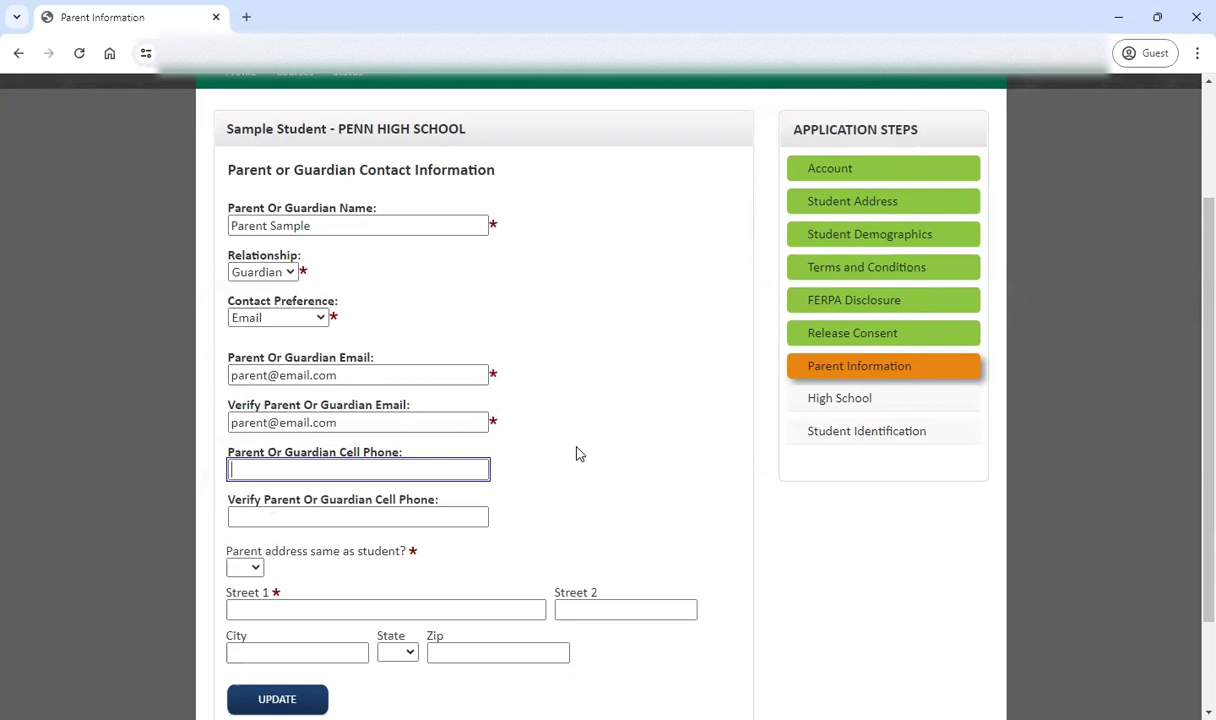 Parent Information
Guest
Sample Student - PENN HIGH SCHOOL
Parent or Guardian Contact Information
Parent Or Guardian Name:
Parent Sample *
Relationship:
Guardian *
Contact Preference:
Email *
Parent Or Guardian Email:
parent@email.com *
Verify Parent Or Guardian Email:
parent@email.com *
Parent Or Guardian Cell Phone:
Verify Parent Or Guardian Cell Phone:
Parent address same as student? *
Street 1 * Street 2
City State Zip
UPDATE
APPLICATION STEPS
Account
Student Address
Student Demographics
Terms and Conditions
FERPA Disclosure
Release Consent
Parent Information
High School
Student Identification